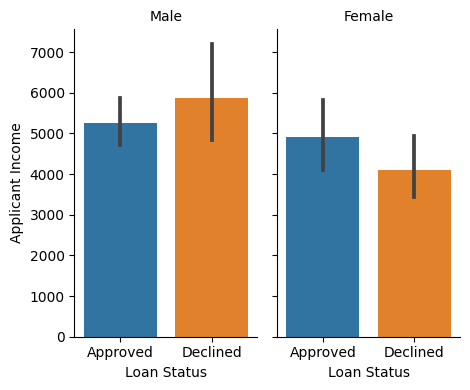 Male
Female
Applicant Income
7000
6000
5000
4000
3000
2000
1000
0
Approved Declined
Approved Declined
Loan Status
Loan Status